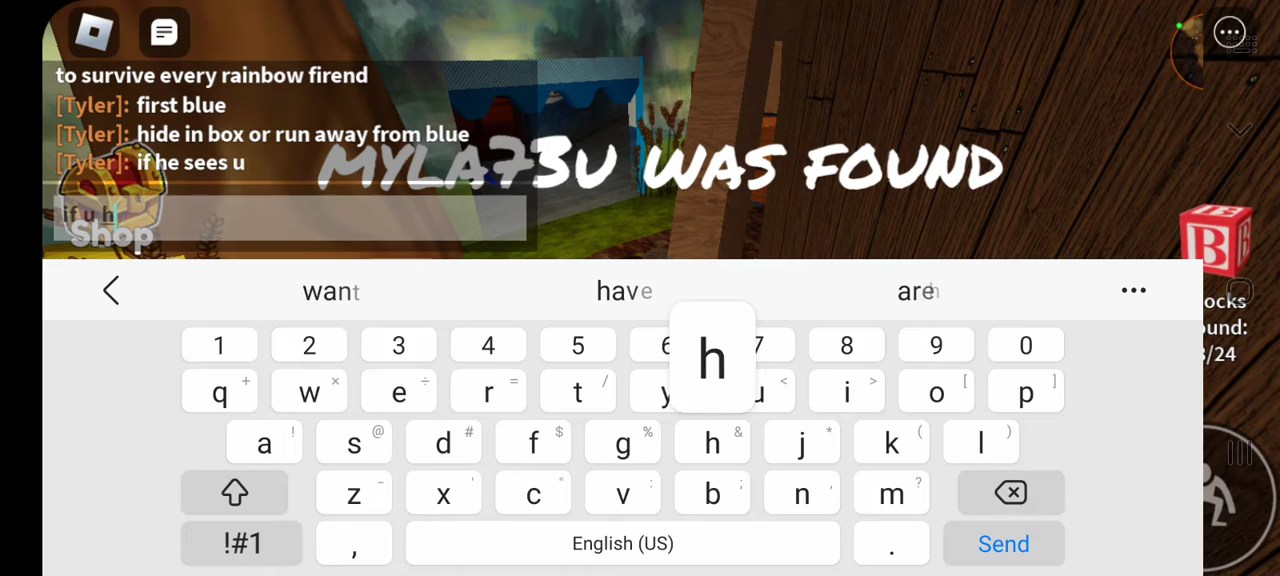 to survive every rainbow firend
[Tyler]: first blue
[Tyler]: hide in box or run away from blue
[Tyler]: if he sees u
MYLA73U WAS FOUND
if u h
Shop
B B
ocks
und:
/24
want have are
h
1 2 3 4 5 6 7 8 9 0
q + w × e ÷ r = t / y u < i > o [ p ]
a ! s @ d # f $ g % h & j * k ( l )
z - x ' c " v : b ; n , m ?
!#1 , English (US) . Send